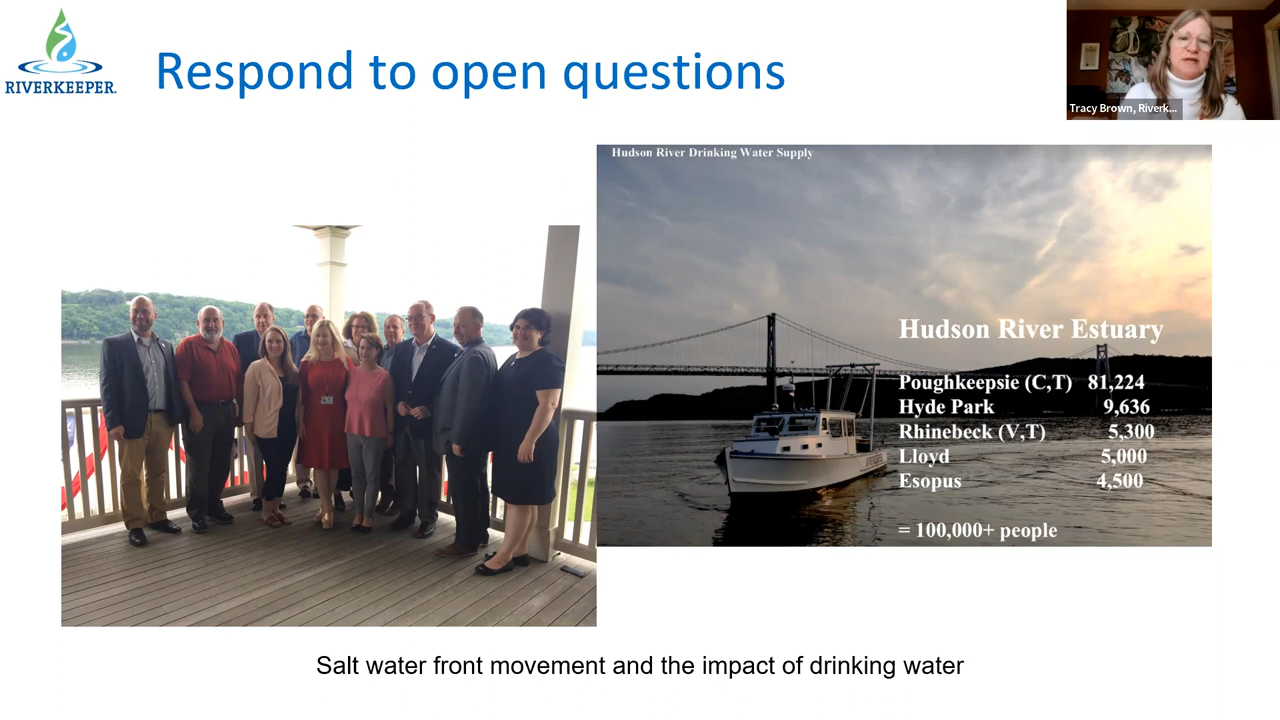 RIVERKEEPER.
Respond to open questions
Tracy Brown, Riverk...
Hudson River Drinking Water Supply
Hudson River Estuary
Poughkeepsie (C,T) 81,224
Hyde Park 9,636
Rhinebeck (V,T) 5,300
Lloyd 5,000
Esopus 4,500
= 100,000+ people
Salt water front movement and the impact of drinking water